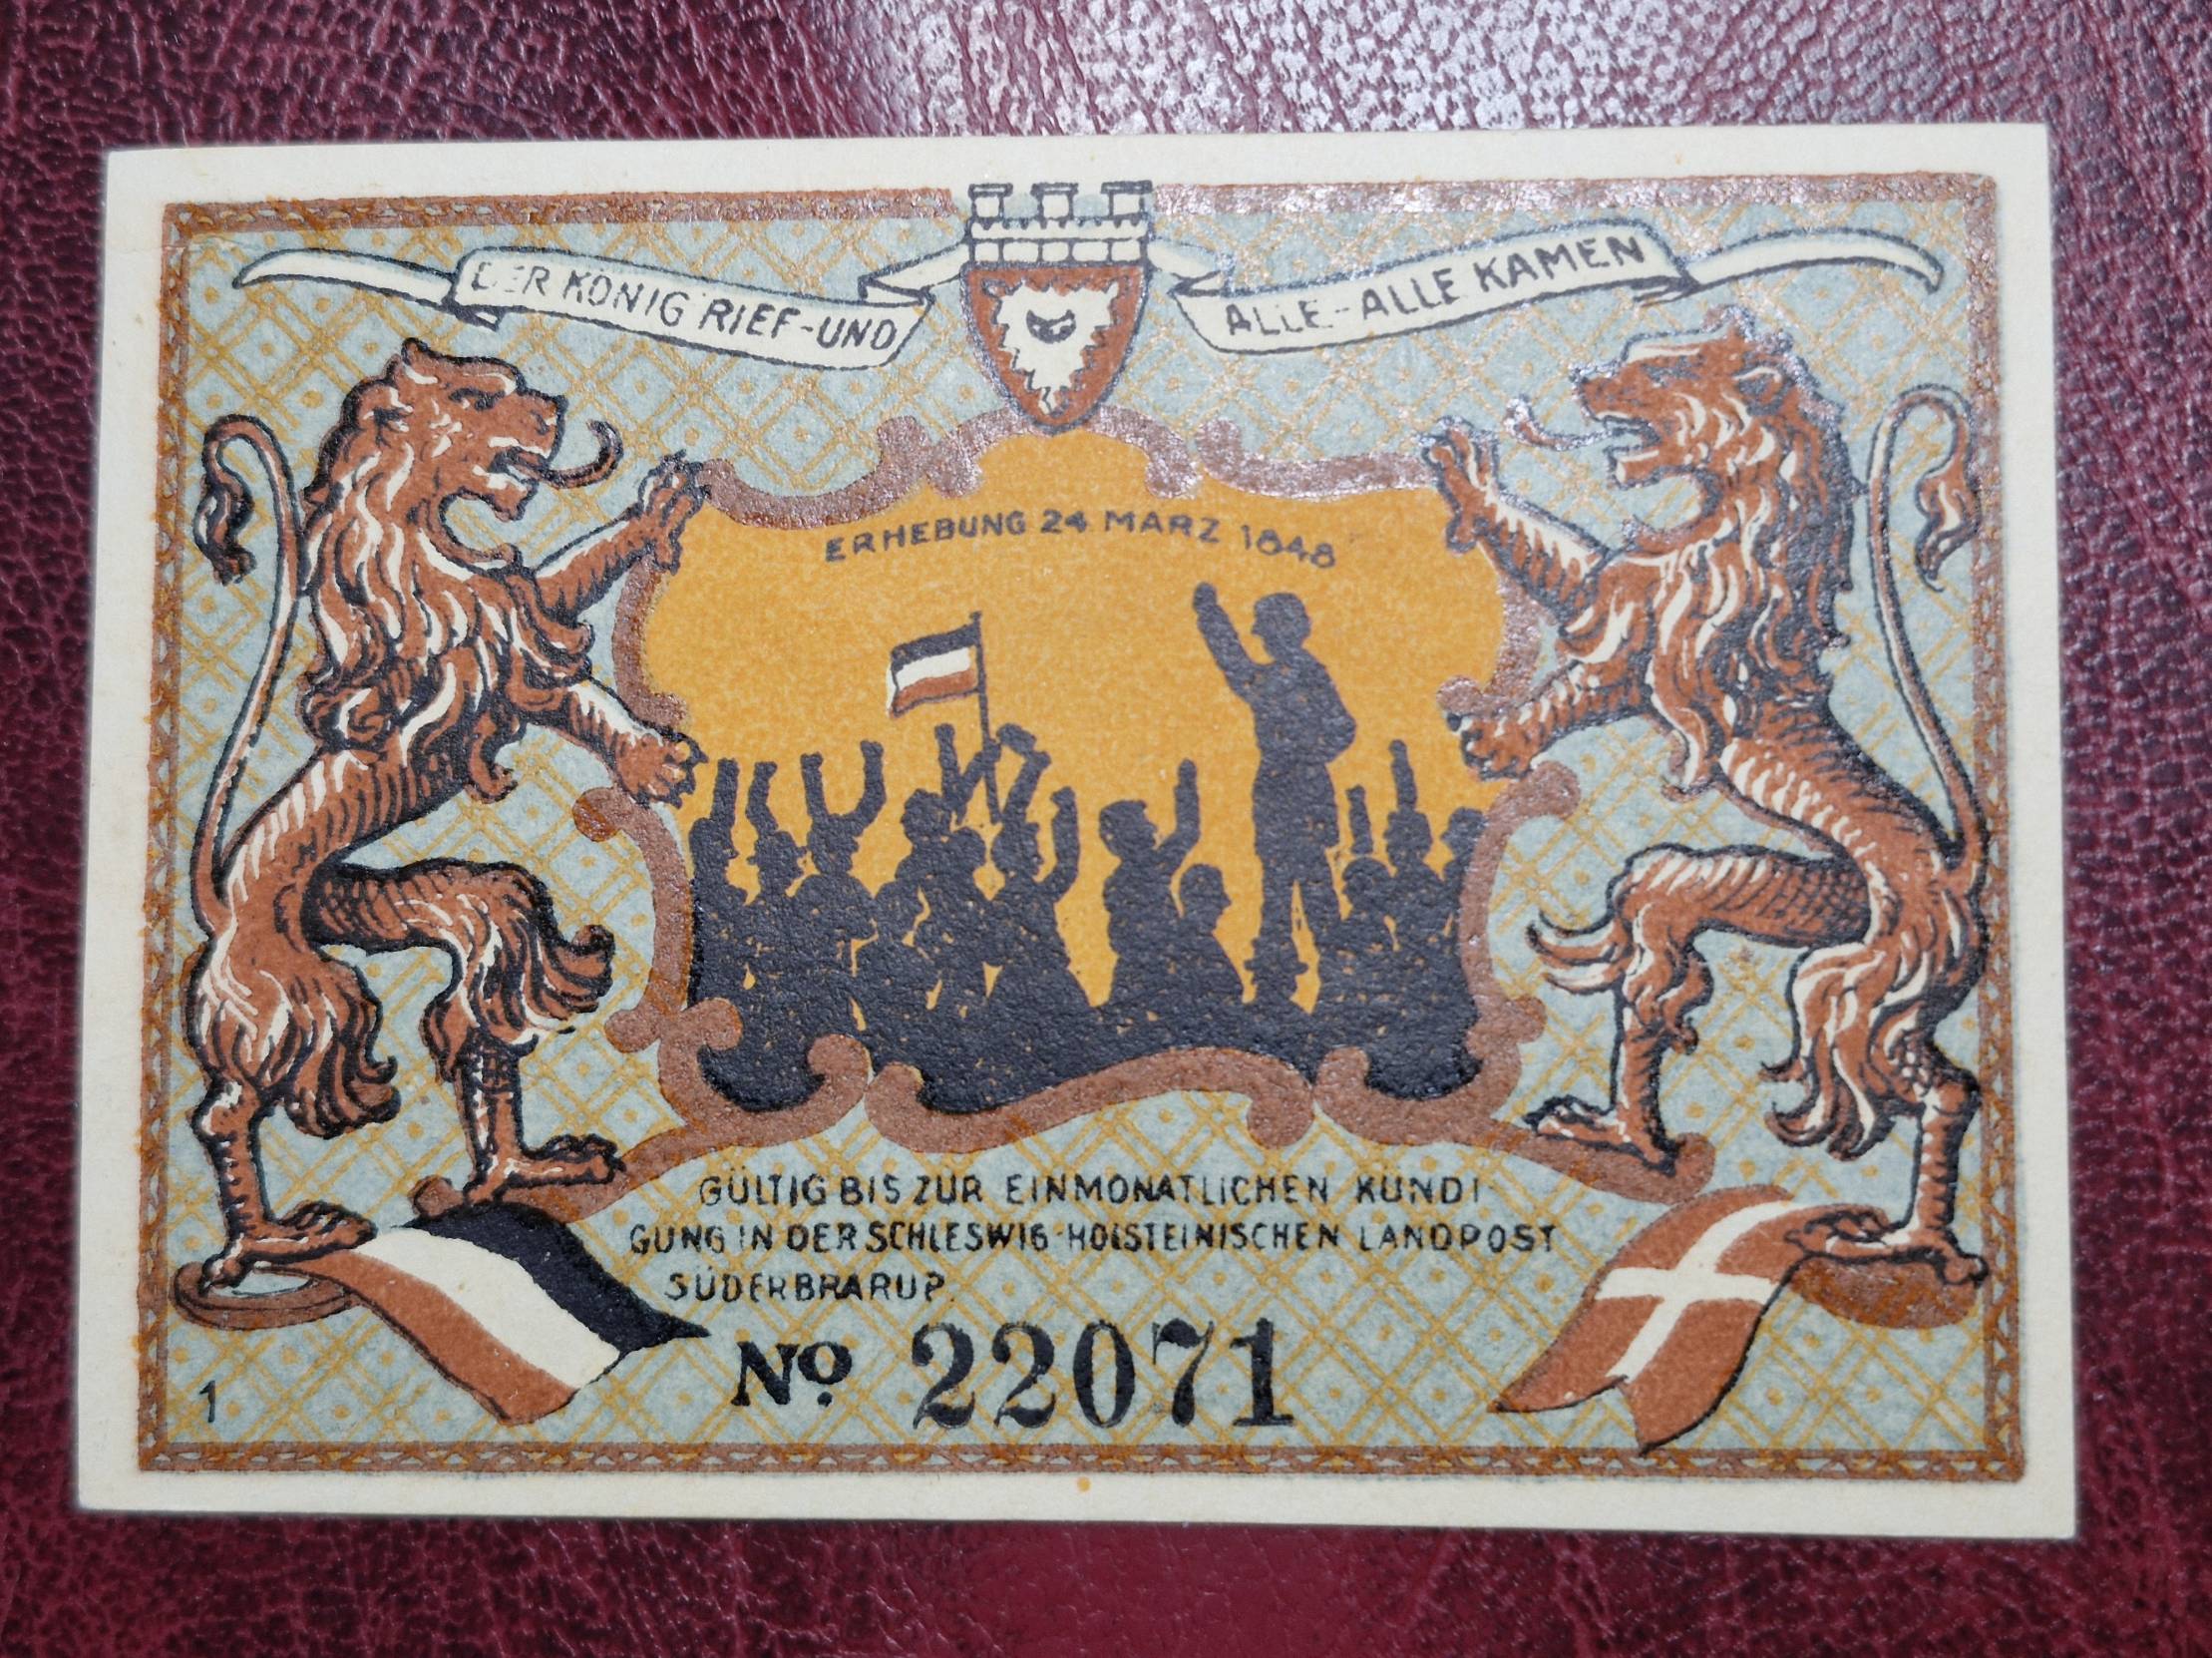 DER KÖNIG RIEF-UND
ALLE-ALLE KAMEN
ERHEBUNG 24 MÄRZ 1848
GÜLTIG BIS ZUR EINMONATLICHEN KÜNDI-
GUNG IN DER SCHLESWIG-HOLSTEINISCHEN LANDPOST
SÜDERBRARUP.
No 22071
1